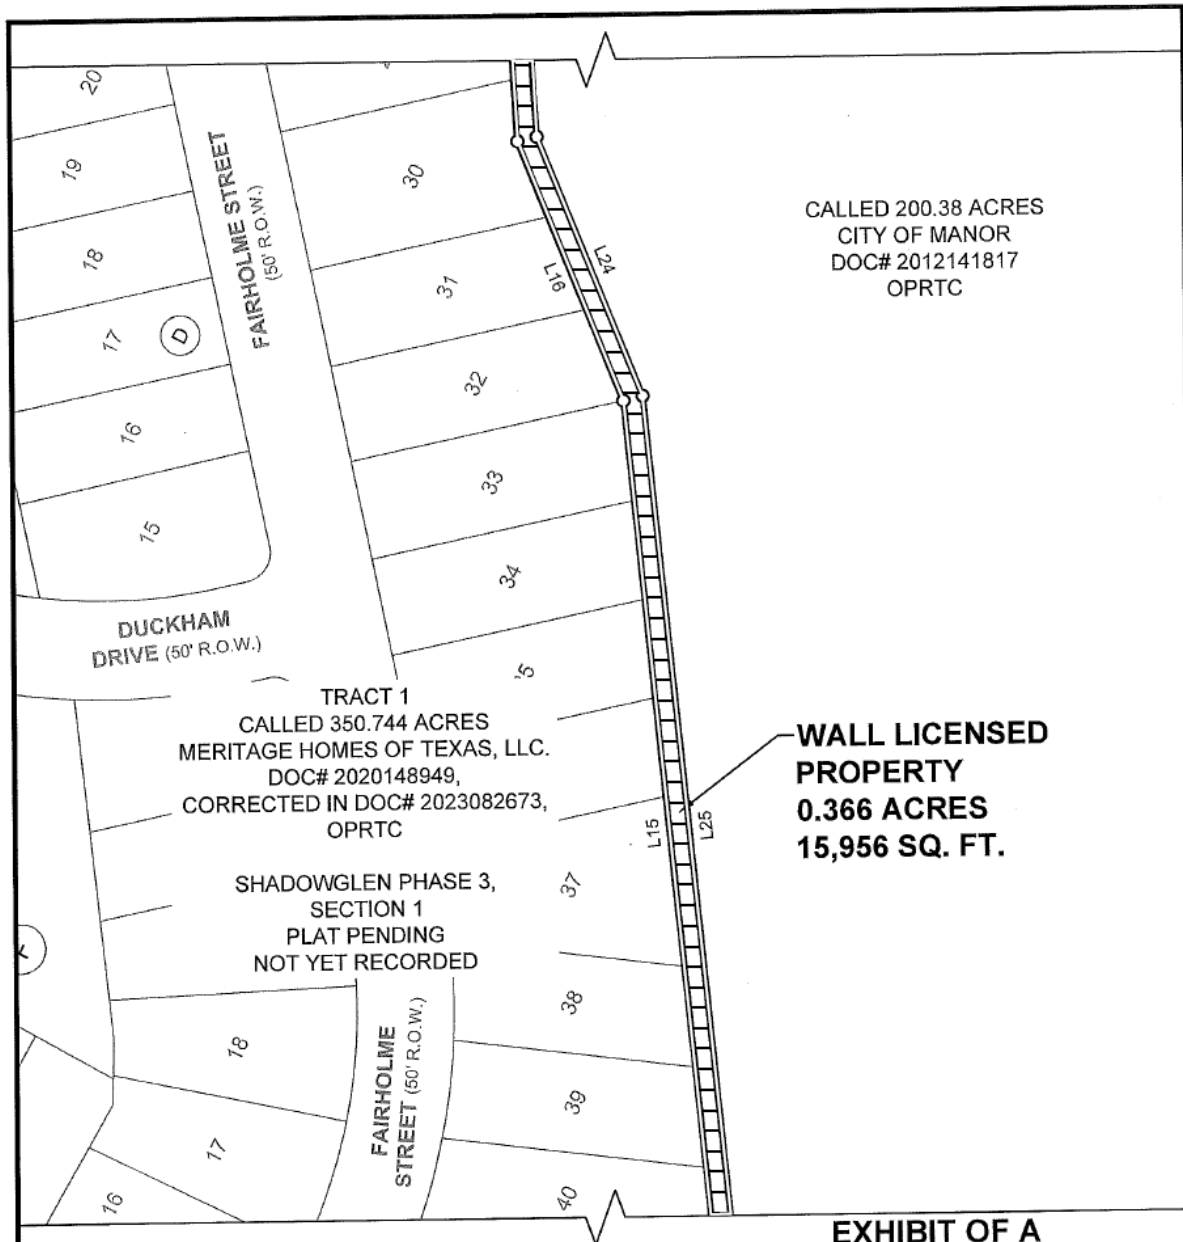 20
19
18
17
D
16
15
FAIRHOLME STREET
(50' R.O.W.)
30
31
32
33
34
L16
L24
CALLED 200.38 ACRES
CITY OF MANOR
DOC# 2012141817
OPRTC
DUCKHAM
DRIVE (50' R.O.W.)
TRACT 1
CALLED 350.744 ACRES
MERITAGE HOMES OF TEXAS, LLC.
DOC# 2020148949,
CORRECTED IN DOC# 2023082673,
OPRTC
SHADOWGLEN PHASE 3,
SECTION 1
PLAT PENDING
NOT YET RECORDED
WALL LICENSED
PROPERTY
0.366 ACRES
15,956 SQ. FT.
L15
L25
37
38
39
40
18
17
16
FAIRHOLME
STREET (50' R.O.W.)
EXHIBIT OF A